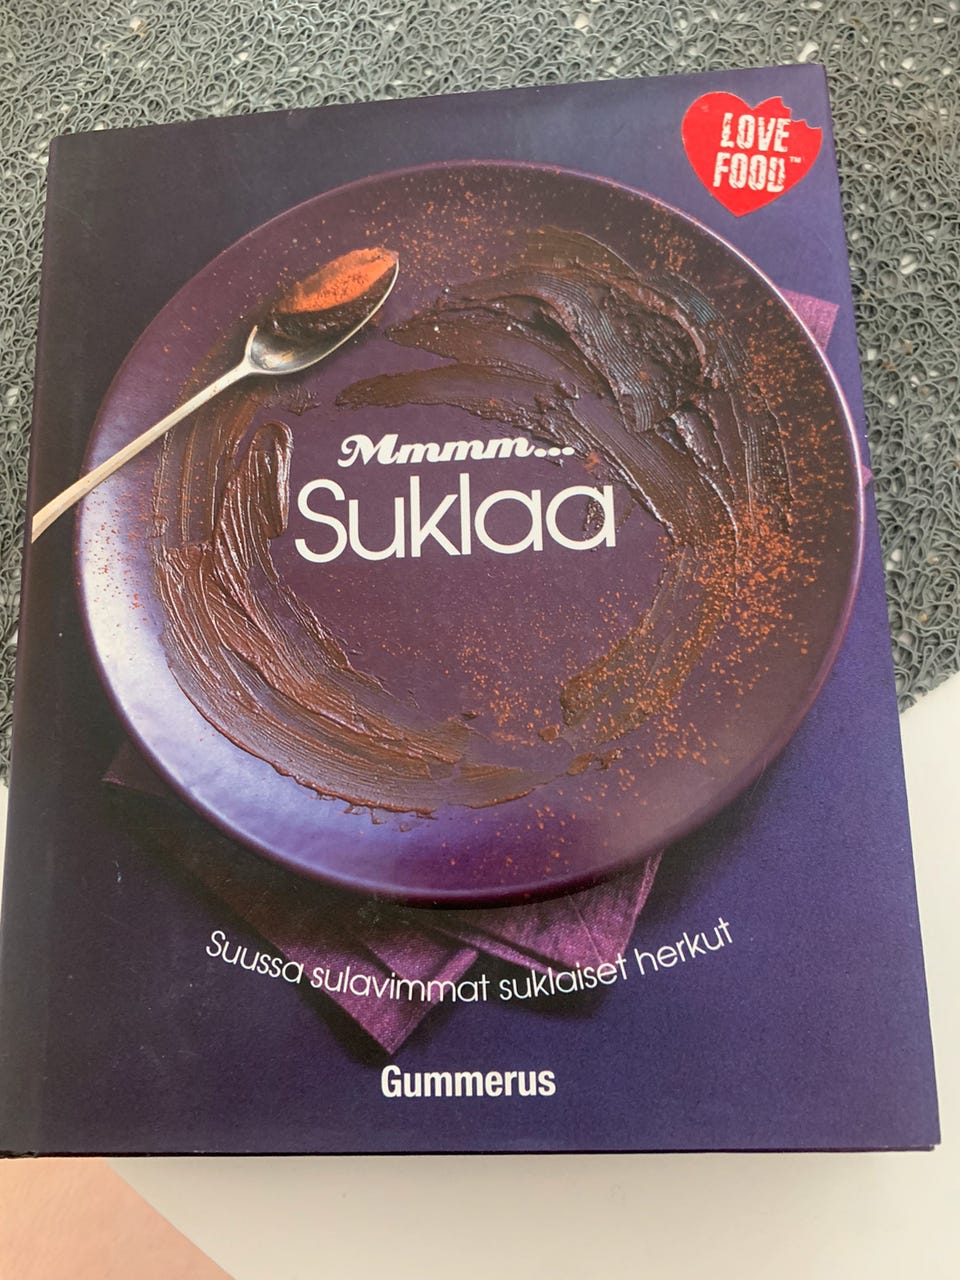 LOVE
FOOD™
Mmmm...
Suklaa
Suussa sulavimmat suklaiset herkut
Gummerus